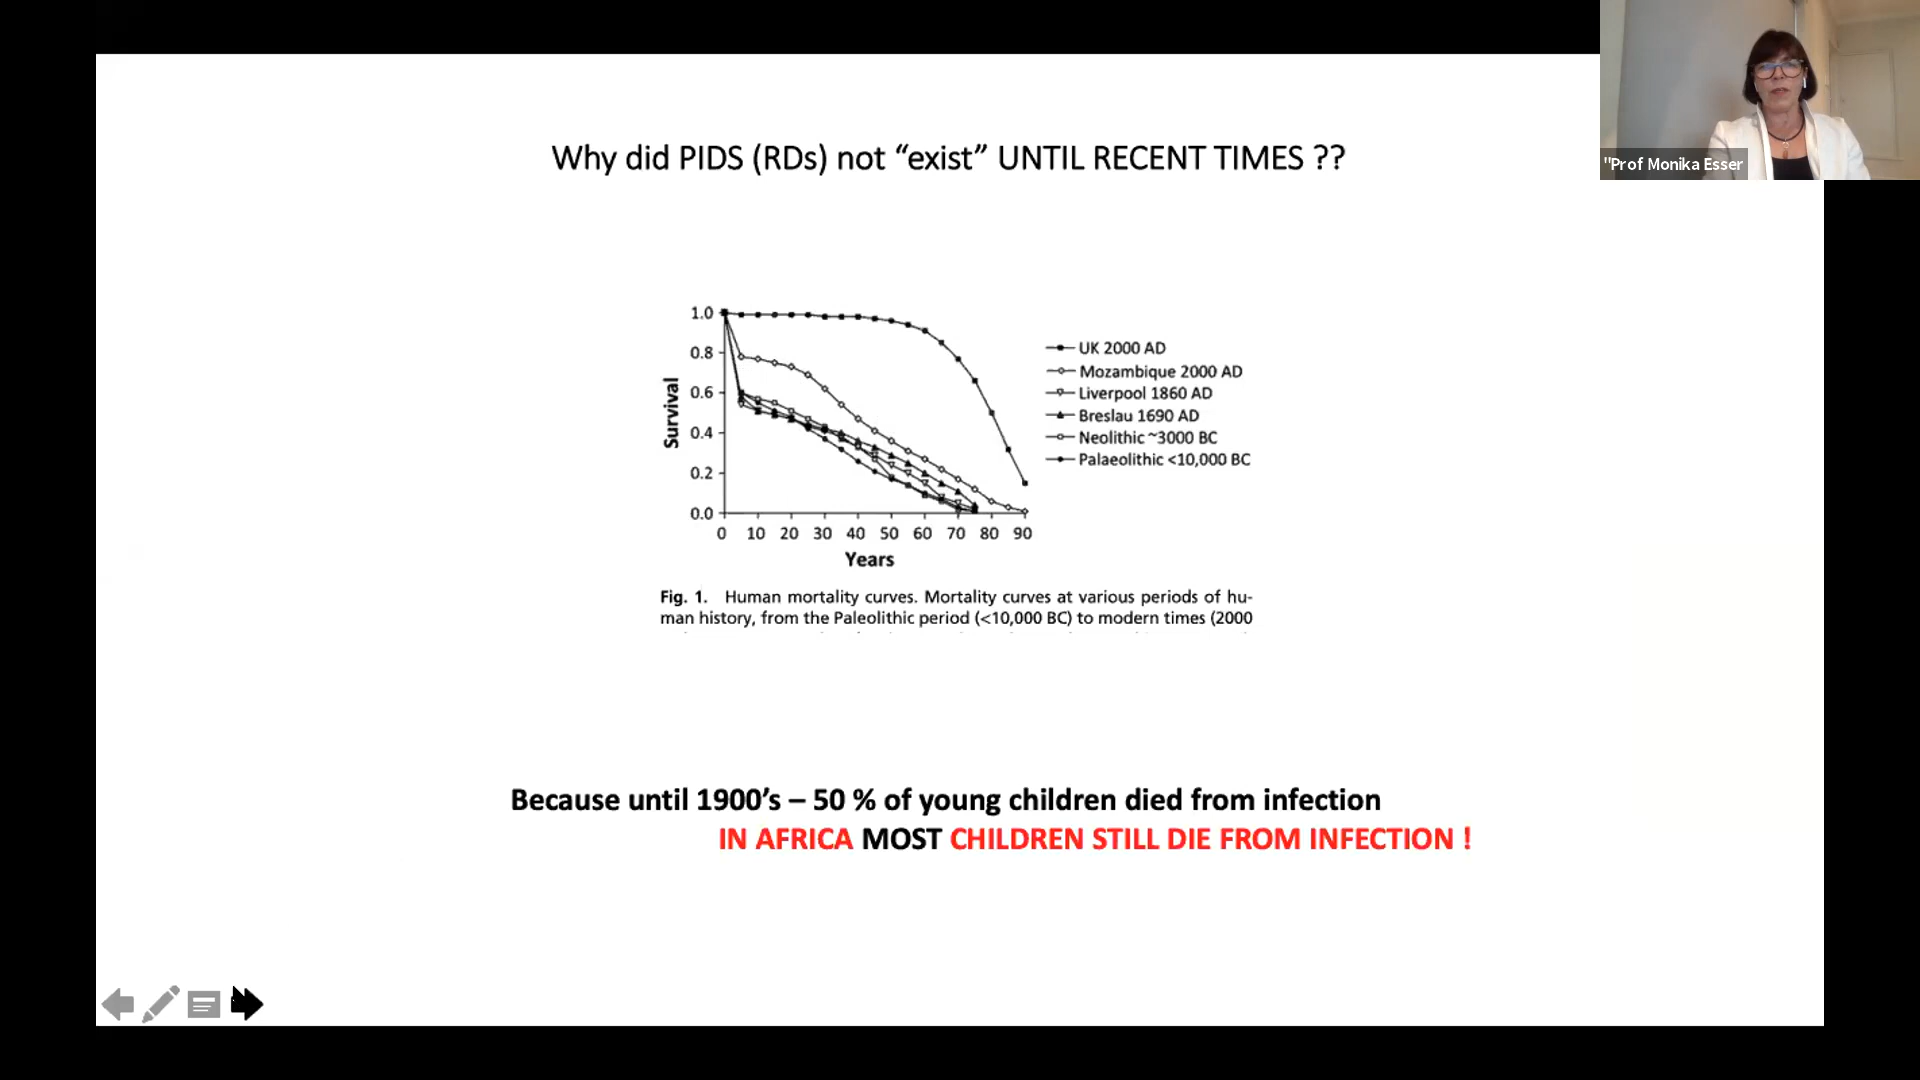 "Prof Monika Esser
Why did PIDS (RDs) not “exist” UNTIL RECENT TIMES ??
1.0
0.8
0.6
0.4
0.2
0.0
Survival
0 10 20 30 40 50 60 70 80 90
Years
UK 2000 AD
Mozambique 2000 AD
Liverpool 1860 AD
Breslau 1690 AD
Neolithic ~3000 BC
Palaeolithic <10,000 BC
Fig. 1. Human mortality curves. Mortality curves at various periods of hu-
man history, from the Paleolithic period (<10,000 BC) to modern times (2000
Because until 1900’s – 50 % of young children died from infection
IN AFRICA MOST CHILDREN STILL DIE FROM INFECTION !